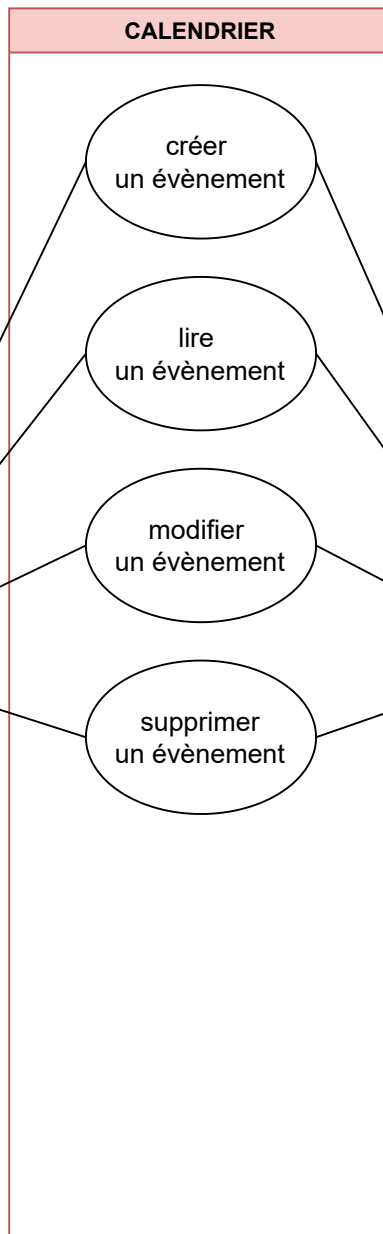 CALENDRIER
créer
un évènement
lire
un évènement
modifier
un évènement
supprimer
un évènement